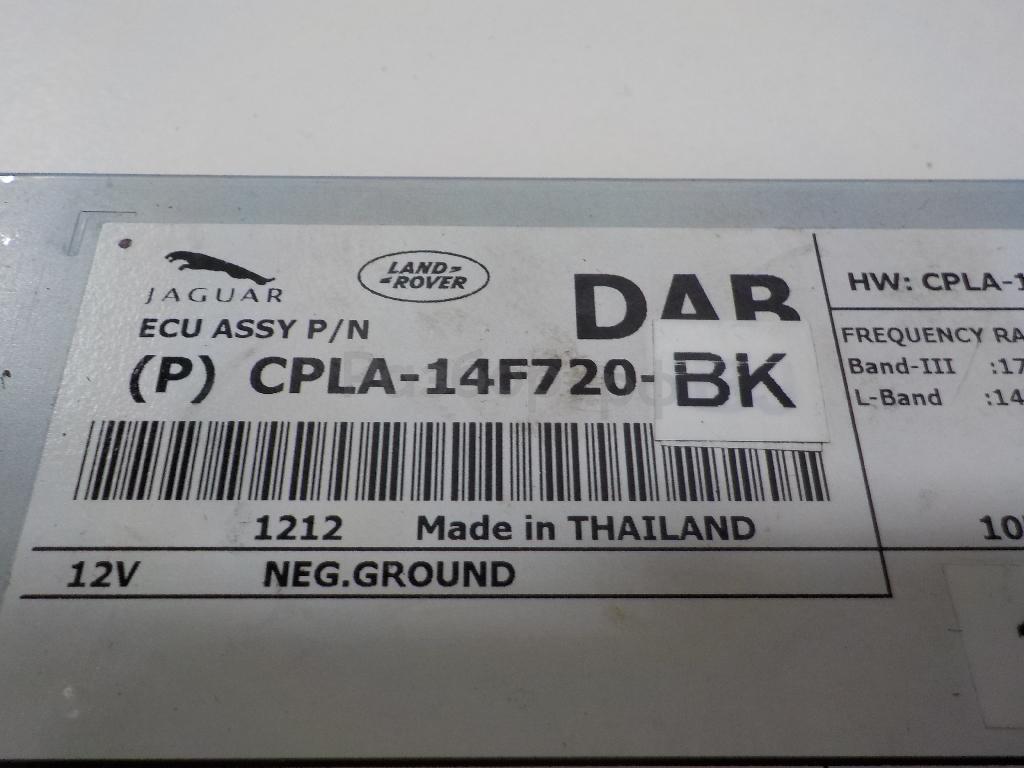 JAGUAR
LAND-
-ROVER
DAB
ECU ASSY P/N
(P) CPLA-14F720-BK
1212 Made in THAILAND
12V NEG.GROUND
HW: CPLA-1
FREQUENCY RA
Band-III :17
L-Band :14
10